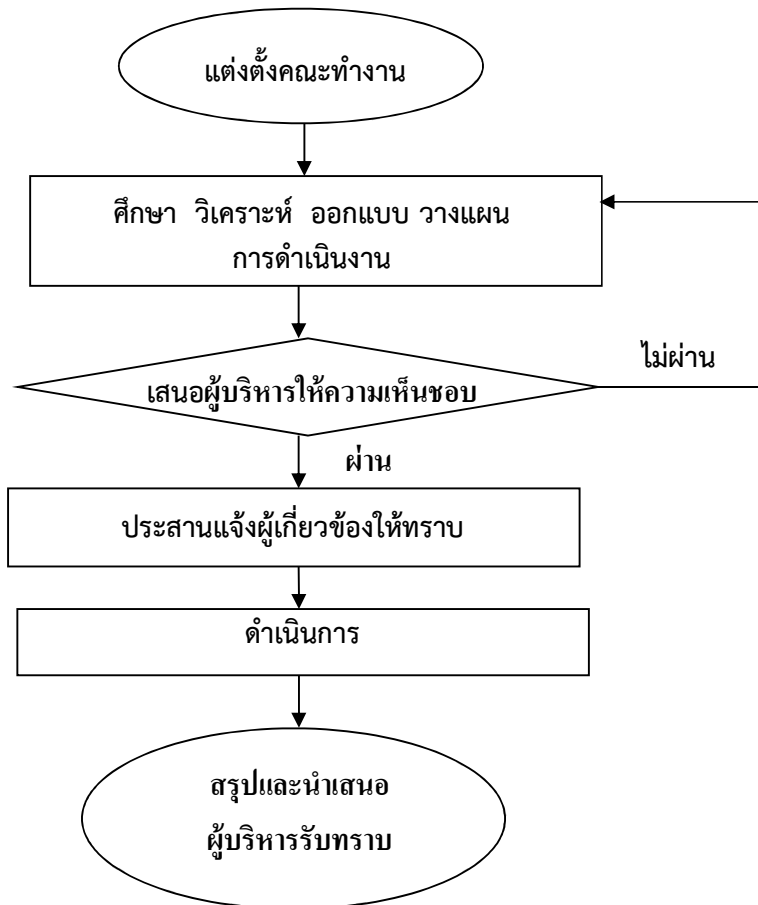 แต่งตั้งคณะทำงาน
ศึกษา วิเคราะห์ ออกแบบ วางแผน
การดำเนินงาน
ไม่ผ่าน
เสนอผู้บริหารให้ความเห็นชอบ
ผ่าน
ประสานแจ้งผู้เกี่ยวข้องให้ทราบ
ดำเนินการ
สรุปและนำเสนอ
ผู้บริหารรับทราบ